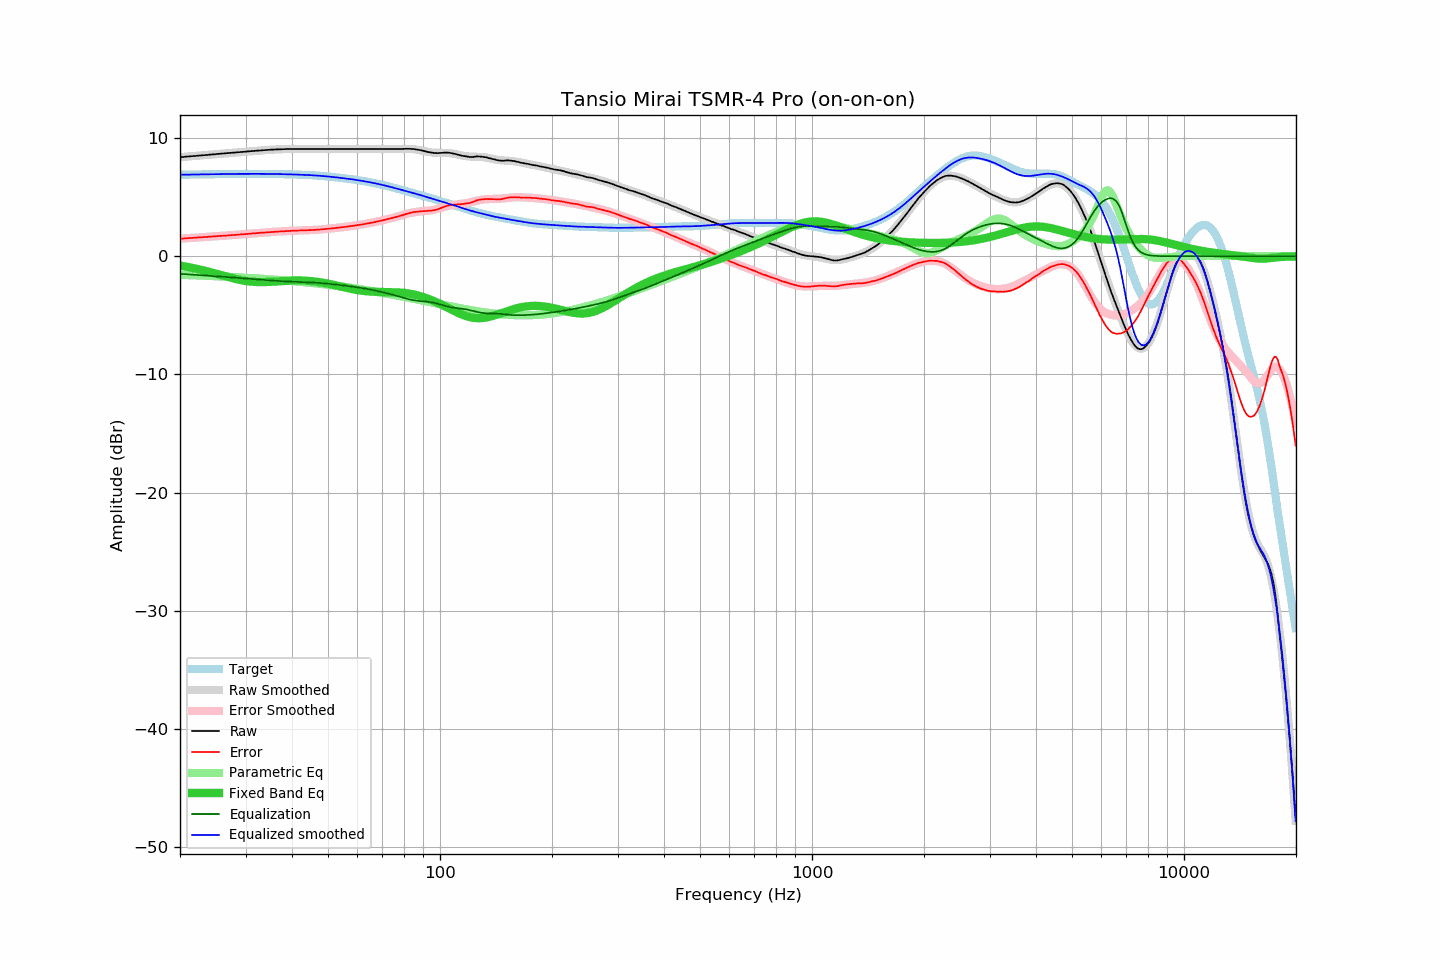 Tansio Mirai TSMR-4 Pro (on-on-on)
10
0
−10
−20
−30
−40
−50
Amplitude (dBr)
Target
Raw Smoothed
Error Smoothed
Raw
Error
Parametric Eq
Fixed Band Eq
Equalization
Equalized smoothed
100 1000 10000
Frequency (Hz)